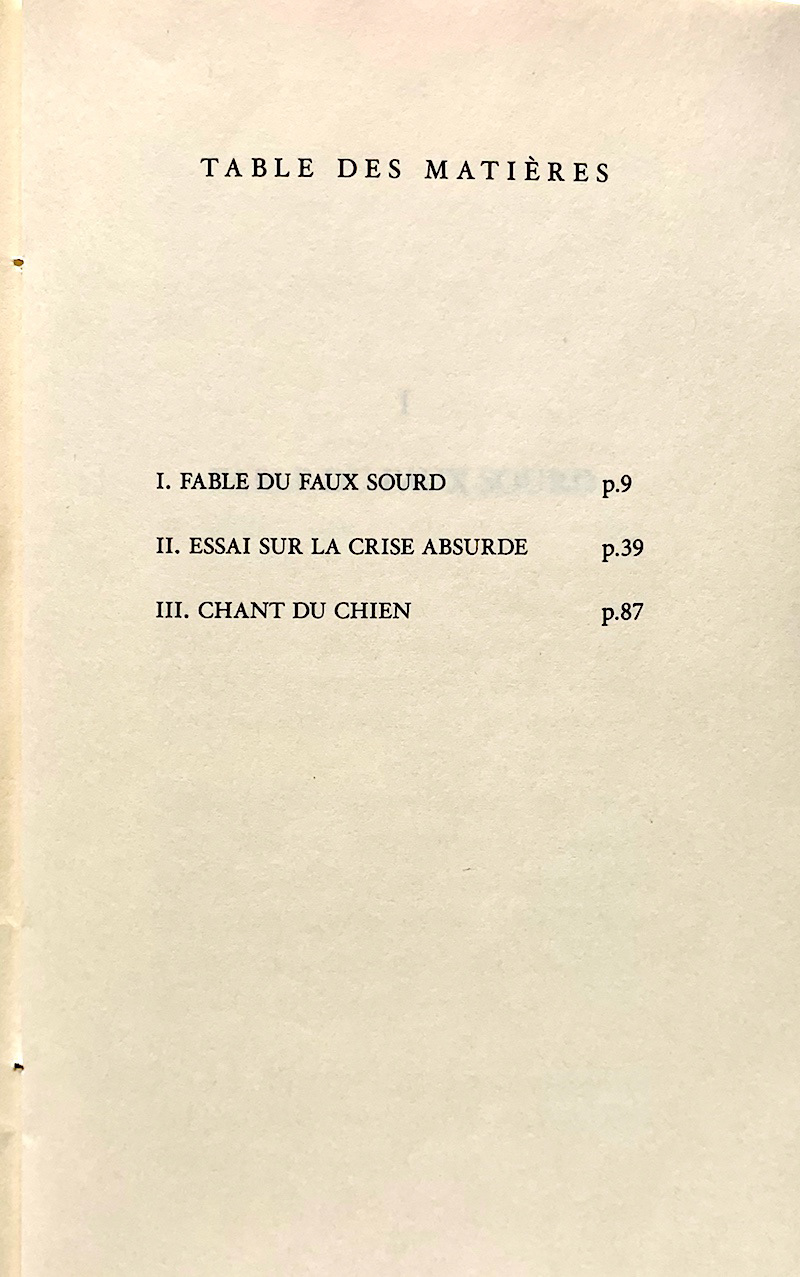 TABLE DES MATIÈRES
I. FABLE DU FAUX SOURD p.9
II. ESSAI SUR LA CRISE ABSURDE p.39
III. CHANT DU CHIEN p.87